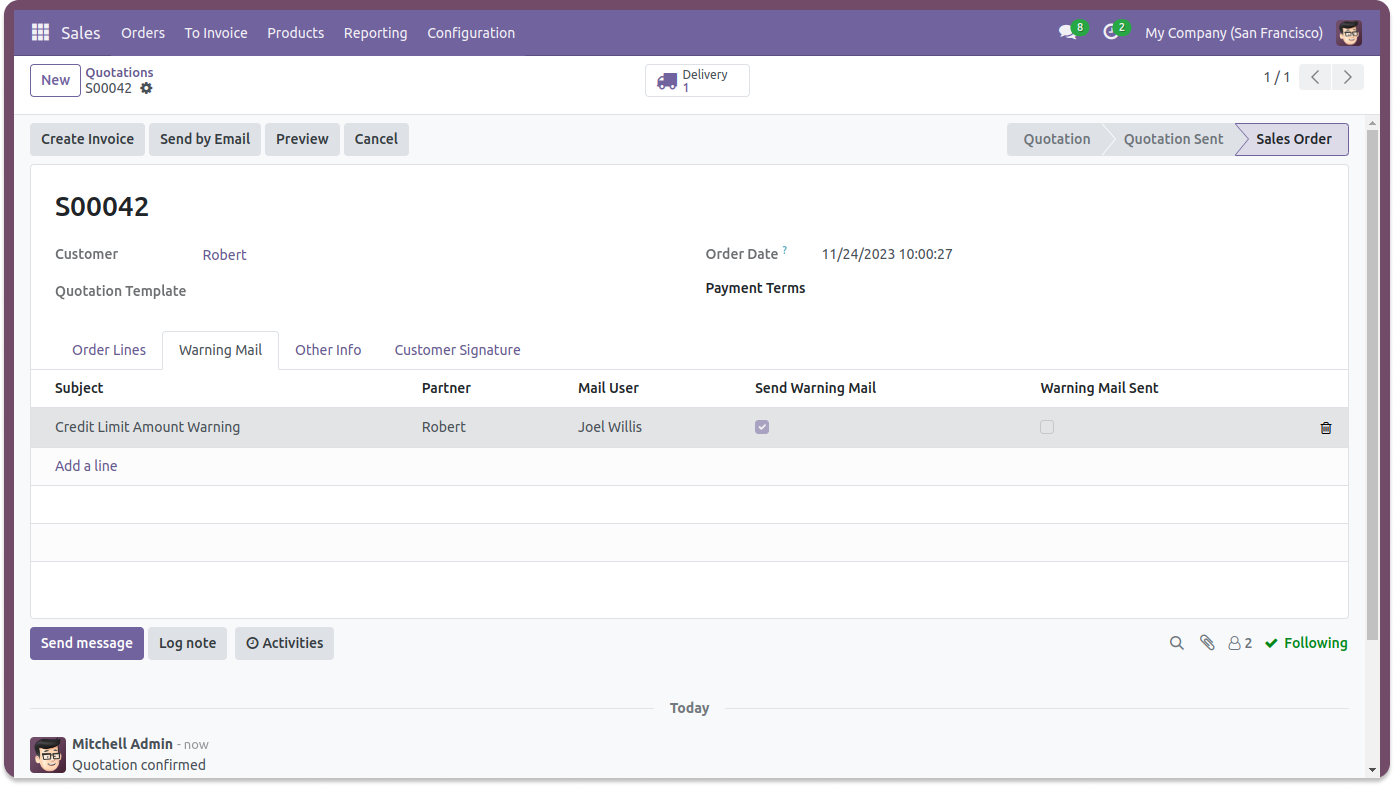 Sales Orders To Invoice Products Reporting Configuration 8 2 My Company (San Francisco)
New Quotations S00042 Delivery 1 1 / 1
Create Invoice Send by Email Preview Cancel Quotation Quotation Sent Sales Order
S00042
Customer Robert Order Date ? 11/24/2023 10:00:27
Quotation Template Payment Terms
Order Lines Warning Mail Other Info Customer Signature
Subject Partner Mail User Send Warning Mail Warning Mail Sent
Credit Limit Amount Warning Robert Joel Willis
Add a line
Send message Log note Activities 2 Following
Today
Mitchell Admin - now
Quotation confirmed